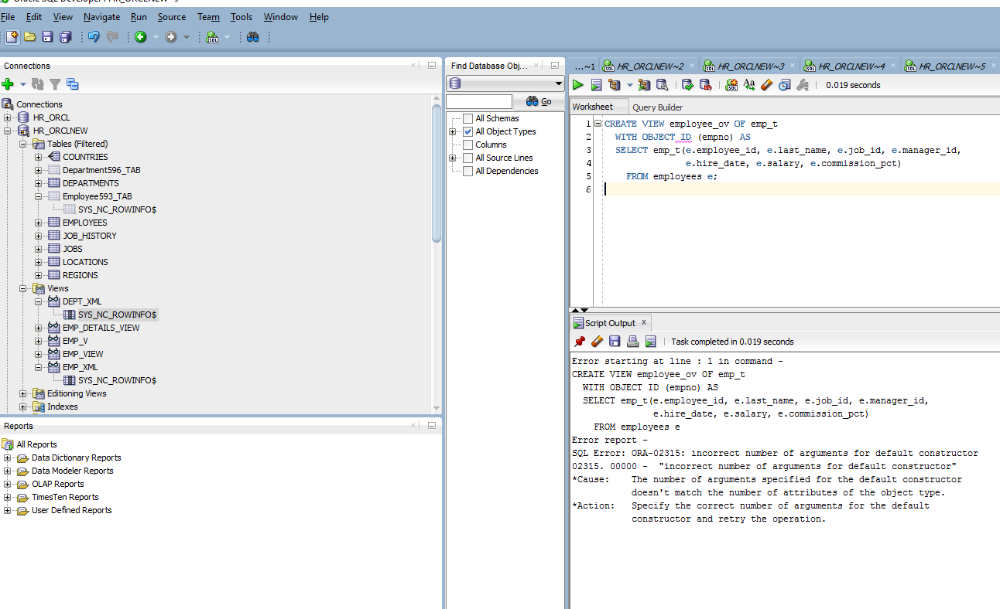 File Edit View Navigate Run Source Team Tools Window Help
Connections
Connections
HR_ORCL
HR_ORCLNEW
Tables (Filtered)
COUNTRIES
Department596_TAB
DEPARTMENTS
Employee593_TAB
SYS_NC_ROWINFO$
EMPLOYEES
JOB_HISTORY
JOBS
LOCATIONS
REGIONS
Views
DEPT_XML
SYS_NC_ROWINFO$
EMP_DETAILS_VIEW
EMP_V
EMP_VIEW
EMP_XML
SYS_NC_ROWINFO$
Editioning Views
Indexes
Reports
All Reports
Data Dictionary Reports
Data Modeler Reports
OLAP Reports
TimesTen Reports
User Defined Reports
Find Database Obj...
Go
All Schemas
All Object Types
Columns
All Source Lines
All Dependencies
...~1 HR_ORCLNEW~2 HR_ORCLNEW~3 HR_ORCLNEW~4 HR_ORCLNEW~5
0.019 seconds
Worksheet Query Builder
1 CREATE VIEW employee_ov OF emp_t
2 WITH OBJECT ID (empno) AS
3 SELECT emp_t(e.employee_id, e.last_name, e.job_id, e.manager_id,
4 e.hire_date, e.salary, e.commission_pct)
5 FROM employees e;
6
Script Output
Task completed in 0.019 seconds
Error starting at line : 1 in command -
CREATE VIEW employee_ov OF emp_t
WITH OBJECT ID (empno) AS
SELECT emp_t(e.employee_id, e.last_name, e.job_id, e.manager_id,
e.hire_date, e.salary, e.commission_pct)
FROM employees e
Error report -
SQL Error: ORA-02315: incorrect number of arguments for default constructor
02315. 00000 - "incorrect number of arguments for default constructor"
*Cause: The number of arguments specified for the default constructor
doesn't match the number of attributes of the object type.
*Action: Specify the correct number of arguments for the default
constructor and retry the operation.